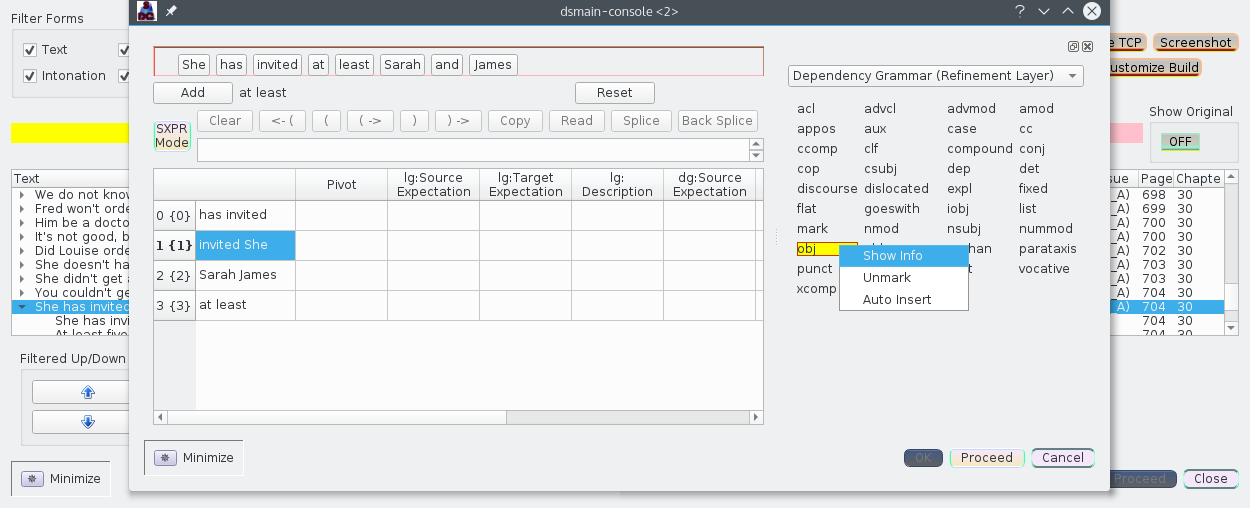 dsmain-console <2>
Filter Forms
Text
Intonation
TCP
Screenshot
ustomize Build
Show Original
OFF
She has invited at least Sarah and James
Add at least Reset
SXPR Mode
Clear <- ( ( ( -> ) ) -> Copy Read Splice Back Splice
Pivot lg:Source Expectation lg:Target Expectation lg: Description dg:Source Expectation
0 {0} has invited
1 {1} invited She
2 {2} Sarah James
3 {3} at least
Dependency Grammar (Refinement Layer)
acl advcl advmod amod
appos aux case cc
ccomp clf compound conj
cop csubj dep det
discourse dislocated expl fixed
flat goeswith iobj list
mark nmod nsubj nummod
obj han parataxis
punct t vocative
xcomp
Show Info
Unmark
Auto Insert
Text
We do not know
Fred won't orde
Him be a docto
It's not good, b
Did Louise orde
She doesn't ha
She didn't get a
You couldn't ge
She has invited
She has invi
At least five
sue Page Chapte
_A) 698 30
_A) 699 30
_A) 700 30
_A) 700 30
_A) 702 30
_A) 703 30
_A) 703 30
_A) 704 30
_A) 704 30
704 30
704 30
Filtered Up/Down
Minimize
OK Proceed Cancel
Minimize
Proceed Close